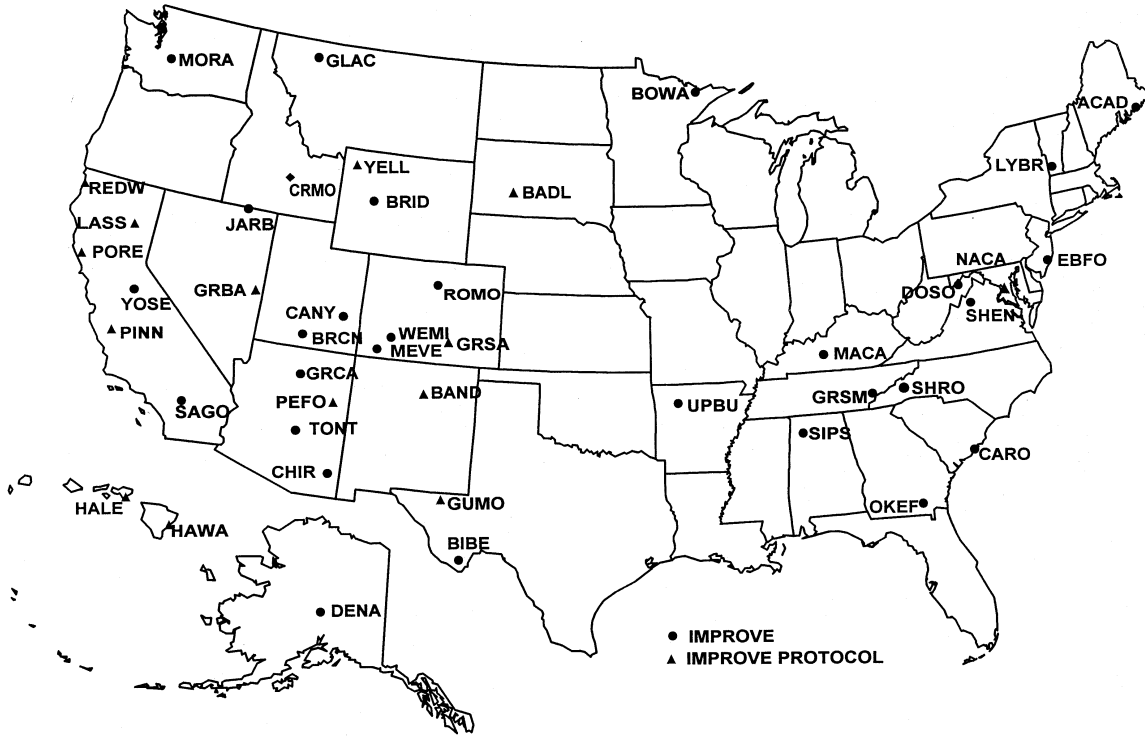 MORA
GLAC
BOWA
ACAD
LYBR
YELL
REDW
CRMO
BRID
BADL
LASS
JARB
PORE
NACA
EBFO
GRBA
YOSE
ROMO
DOSO
CANY
SHEN
PINN
BRCN
WEMI
GRSA
MEVE
MACA
GRCA
SHRO
BAND
GRSM
PEFO
UPBU
SAGO
TONT
SIPS
CARO
CHIR
GUMO
OKEF
HALE
HAWA
BIBE
DENA
IMPROVE
IMPROVE PROTOCOL